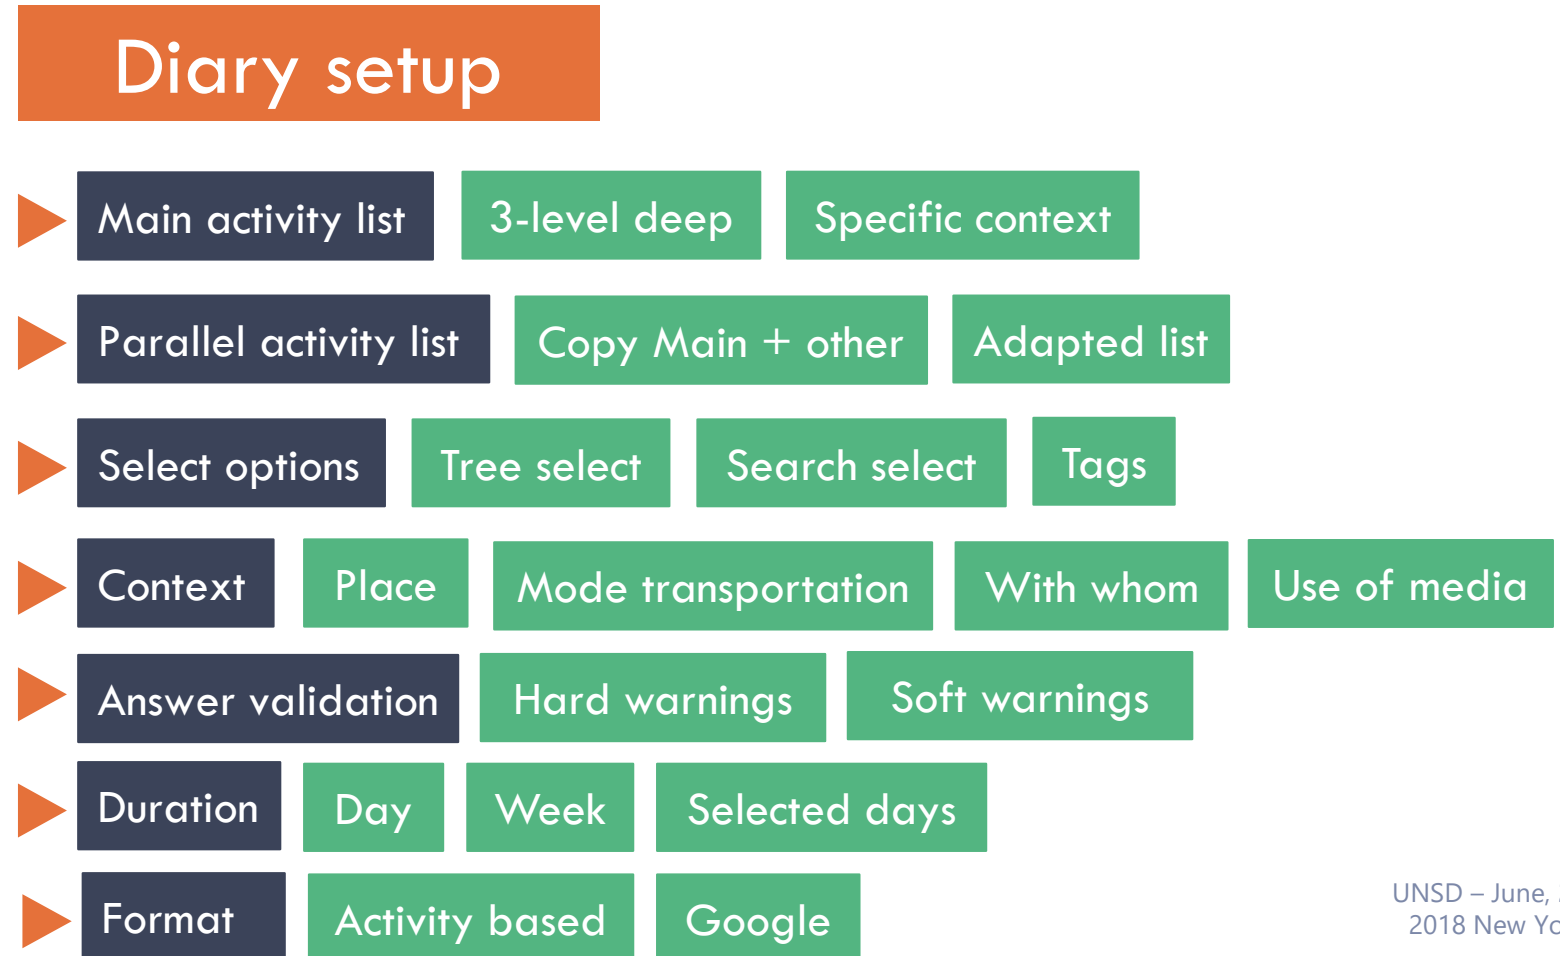 Diary setup
Main activity list 3-level deep Specific context
Parallel activity list Copy Main + other Adapted list
Select options Tree select Search select Tags
Context Place Mode transportation With whom Use of media
Answer validation Hard warnings Soft warnings
Duration Day Week Selected days
Format Activity based Google
UNSD – June,
2018 New